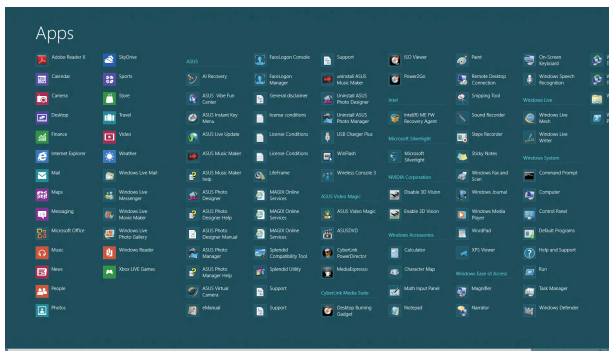 Apps
Adobe Reader X
Calendar
Camera
Desktop
Finance
Internet Explorer
Mail
Maps
Messaging
Microsoft Office
Music
News
People
Photos
SkyDrive
Sports
Store
Travel
Video
Weather
Windows Live Mail
Windows Live
Messenger
Windows Live
Movie Maker
Windows Live
Photo Gallery
Windows Reader
Xbox LIVE Games
ASUS
AI Recovery
ASUS Vibe Fun
Center
ASUS Instant Key
Menu
ASUS Live Update
ASUS Music Maker
ASUS Music Maker
help
ASUS Photo
Designer
ASUS Photo
Designer Help
ASUS Photo
Designer Manual
ASUS Photo
Manager
ASUS Photo
Manager Help
ASUS Virtual
Camera
eManual
FaceLogon Console
FaceLogon
Manager
General disclaimer
license conditions
License Conditions
License Conditions
LifeFrame
MAGIX Online
Services
MAGIX Online
Services
Splendid
Compatibility Tool
Splendid Utility
Support
Support
Support
uninstall ASUS
Music Maker
Uninstall ASUS
Photo Designer
Uninstall ASUS
Photo Manager
USB Charger Plus
WinFlash
Wireless Console 3
ASUS Video Magic
ASUS Video Magic
ASUSDVD
CyberLink
PowerDirector
MediaEspresso
CyberLink Media Suite
Desktop Burning
Gadget
ISO Viewer
Power2Go
Intel
Intel(R) ME FW
Recovery Agent
Microsoft Silverlight
Microsoft
Silverlight
NVIDIA Corporation
Disable 3D Vision
Enable 3D Vision
Windows Accessories
Calculator
Character Map
Math Input Panel
Notepad
Paint
Remote Desktop
Connection
Snipping Tool
Sound Recorder
Steps Recorder
Sticky Notes
Windows Fax and
Scan
Windows Journal
Windows Media
Player
WordPad
XPS Viewer
Windows Ease of Access
Magnifier
Narrator
On-Screen
Keyboard
Windows Speech
Recognition
Windows Live
Windows Live
Mesh
Windows Live
Writer
Windows System
Command Prompt
Computer
Control Panel
Default Programs
Help and Support
Run
Task Manager
Windows Defender